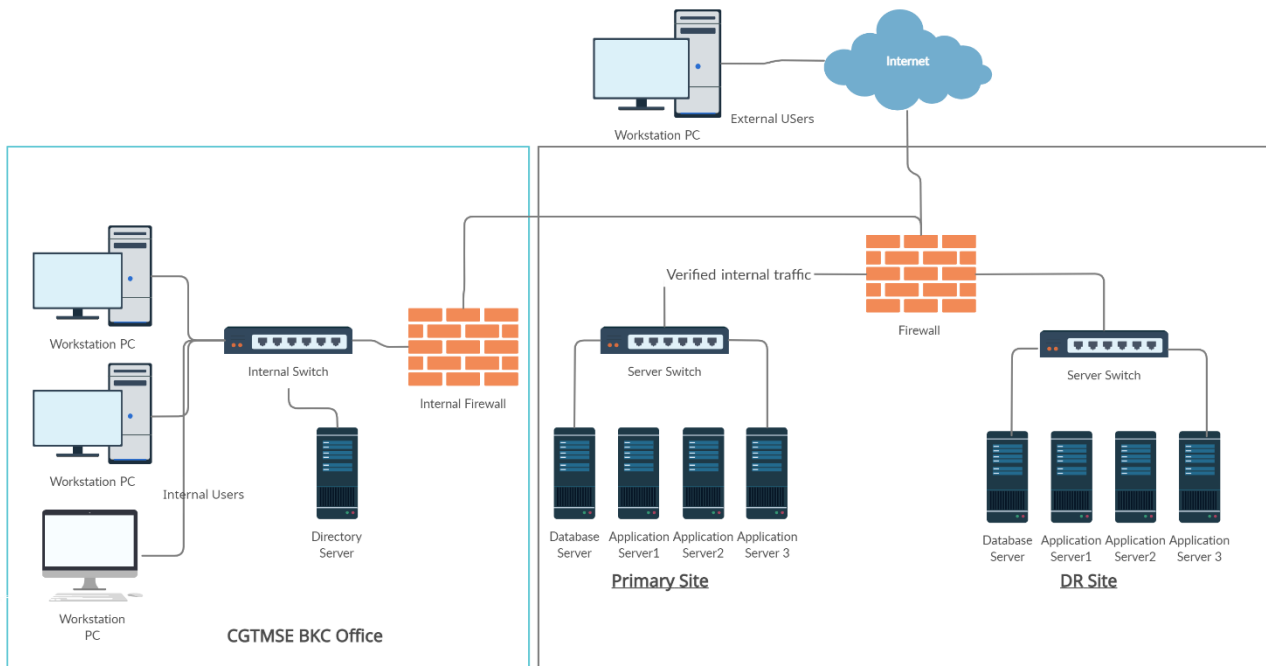 Internet
External USers
Workstation PC
Verified internal traffic
Firewall
Workstation PC
Internal Switch
Internal Firewall
Server Switch
Server Switch
Workstation PC
Internal Users
Directory
Server
Database
Server
Application
Server1
Application
Server2
Application
Server 3
Database
Server
Application
Server1
Application
Server2
Application
Server 3
Primary Site
DR Site
Workstation
PC
CGTMSE BKC Office